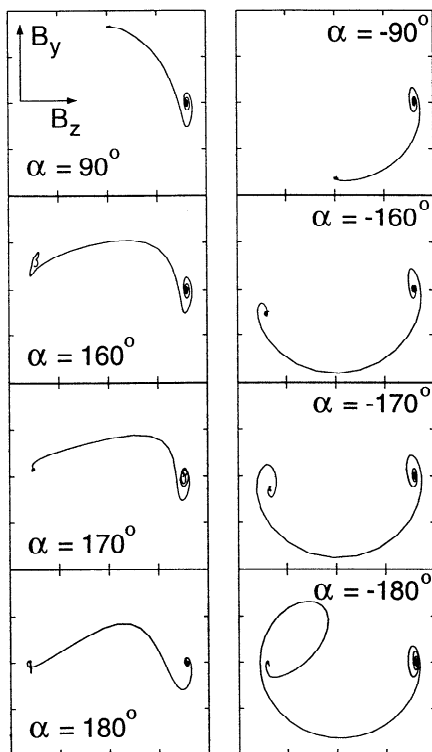 B_y
B_z
α = 90°
α = -90°
α = 160°
α = -160°
α = 170°
α = -170°
α = 180°
α = -180°